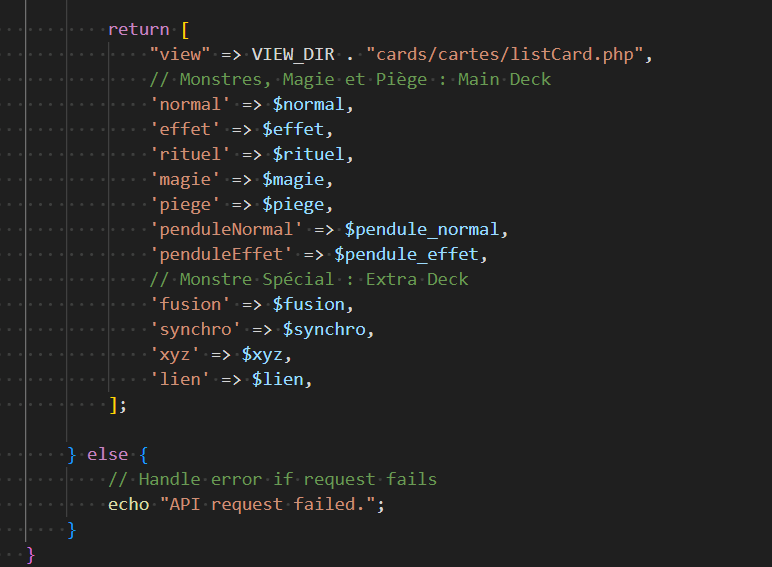 return [
"view" => VIEW_DIR . "cards/cartes/listCard.php",
// Monstres, Magie et Piège : Main Deck
'normal' => $normal,
'effet' => $effet,
'rituel' => $rituel,
'magie' => $magie,
'piege' => $piege,
'penduleNormal' => $pendule_normal,
'penduleEffet' => $pendule_effet,
// Monstre Spécial : Extra Deck
'fusion' => $fusion,
'synchro' => $synchro,
'xyz' => $xyz,
'lien' => $lien,
];
} else {
// Handle error if request fails
echo "API request failed.";
}
}